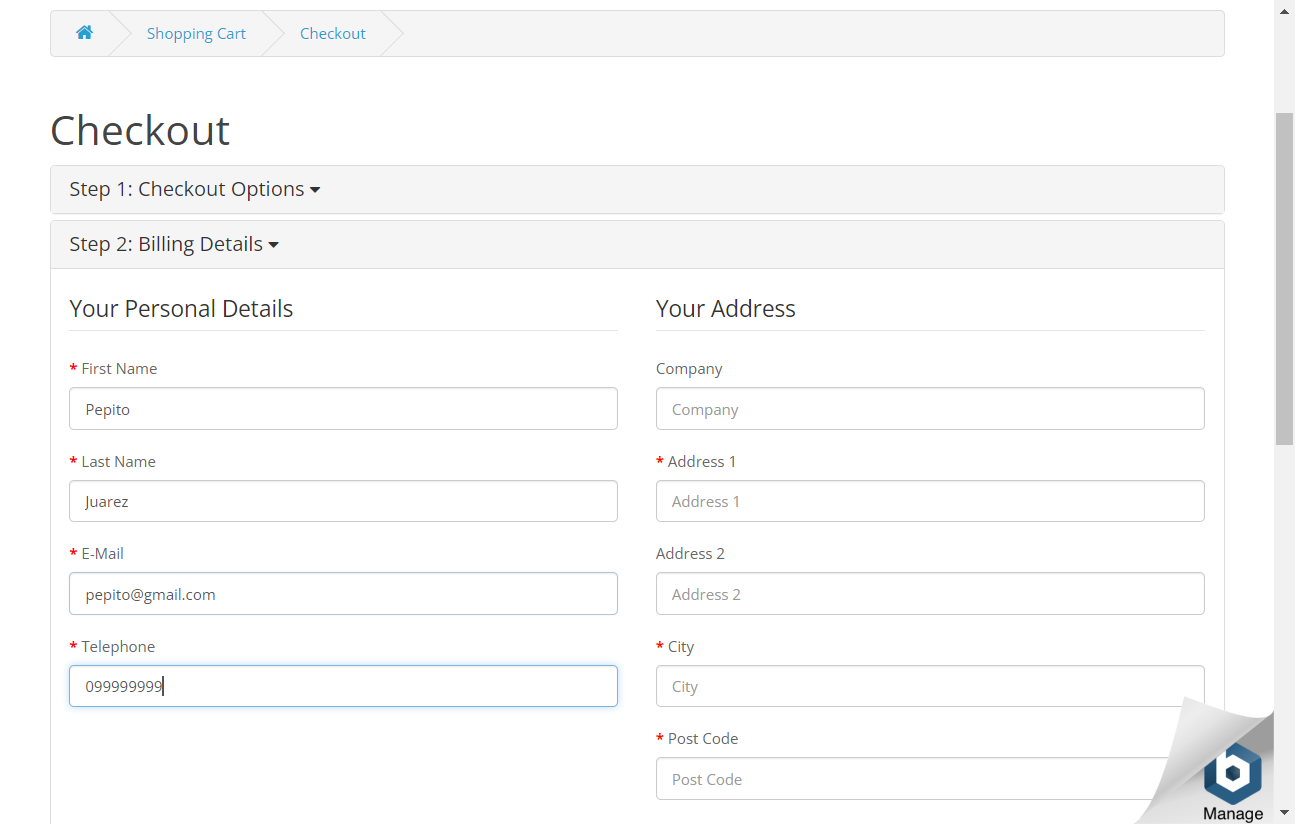 Shopping Cart Checkout
Checkout
Step 1: Checkout Options
Step 2: Billing Details
Your Personal Details
* First Name
Pepito
* Last Name
Juarez
* E-Mail
pepito@gmail.com
* Telephone
099999999
Your Address
Company
Company
* Address 1
Address 1
Address 2
Address 2
* City
City
* Post Code
Post Code
b
Manage